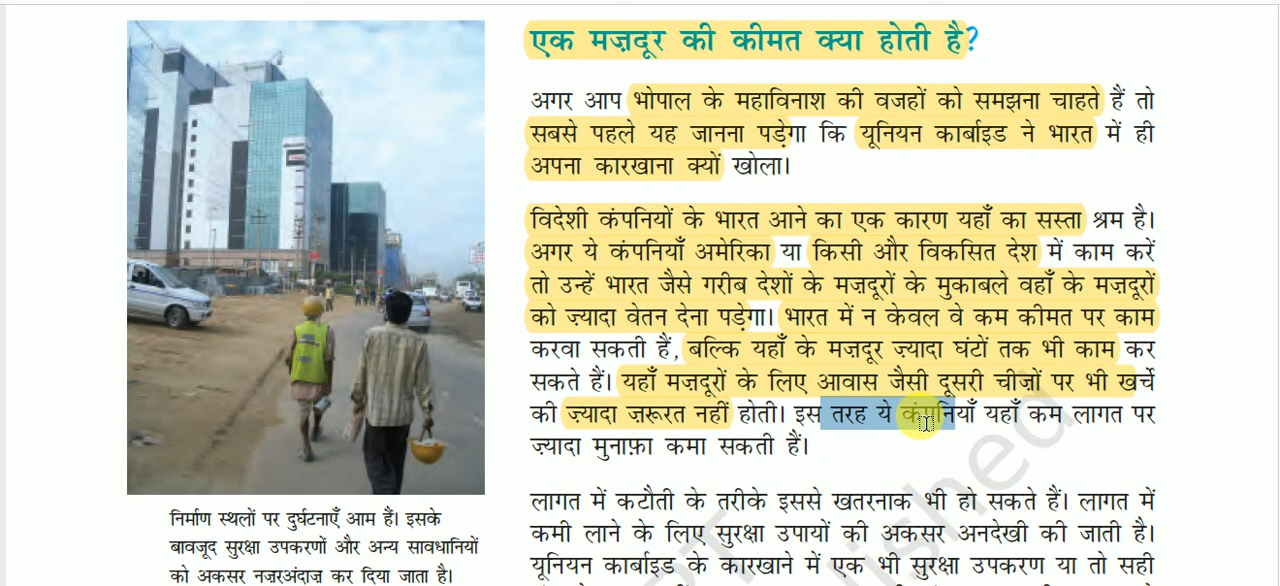 एक मज़दूर की कीमत क्या होती है?
अगर आप भोपाल के महाविनाश की वजहों को समझना चाहते हैं तो
सबसे पहले यह जानना पड़ेगा कि यूनियन कार्बाइड ने भारत में ही
अपना कारखाना क्यों खोला।
विदेशी कंपनियों के भारत आने का एक कारण यहाँ का सस्ता श्रम है।
अगर ये कंपनियाँ अमेरिका या किसी और विकसित देश में काम करें
तो उन्हें भारत जैसे गरीब देशों के मज़दूरों के मुकाबले वहाँ के मज़दूरों
को ज़्यादा वेतन देना पड़ेगा। भारत में न केवल वे कम कीमत पर काम
करवा सकती हैं, बल्कि यहाँ के मज़दूर ज़्यादा घंटों तक भी काम कर
सकते हैं। यहाँ मज़दूरों के लिए आवास जैसी दूसरी चीज़ों पर भी खर्चे
की ज़्यादा ज़रूरत नहीं होती। इस तरह ये कंपनियाँ यहाँ कम लागत पर
ज़्यादा मुनाफ़ा कमा सकती हैं।
लागत में कटौती के तरीके इससे खतरनाक भी हो सकते हैं। लागत में
कमी लाने के लिए सुरक्षा उपायों की अकसर अनदेखी की जाती है।
यूनियन कार्बाइड के कारखाने में एक भी सुरक्षा उपकरण या तो सही
निर्माण स्थलों पर दुर्घटनाएँ आम हैं। इसके
बावजूद सुरक्षा उपकरणों और अन्य सावधानियों
को अकसर नज़रअंदाज़ कर दिया जाता है।